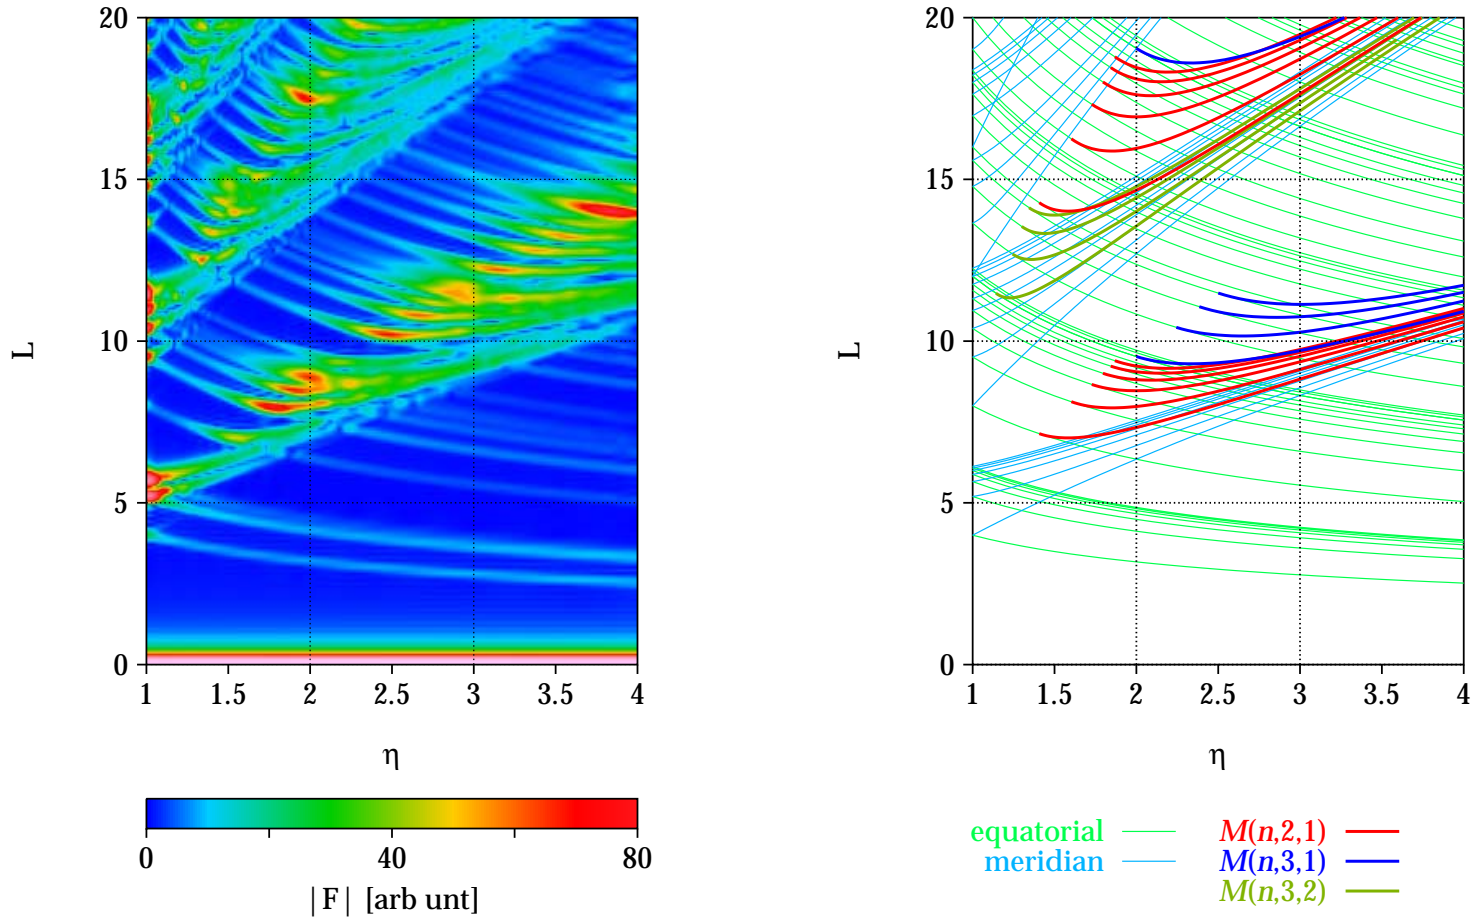 20
15
10
5
0
L
1 1.5 2 2.5 3 3.5 4
η
0 40 80
|F| [arb unt]
20
15
10
5
0
L
1 1.5 2 2.5 3 3.5 4
η
equatorial
meridian
M(n,2,1)
M(n,3,1)
M(n,3,2)